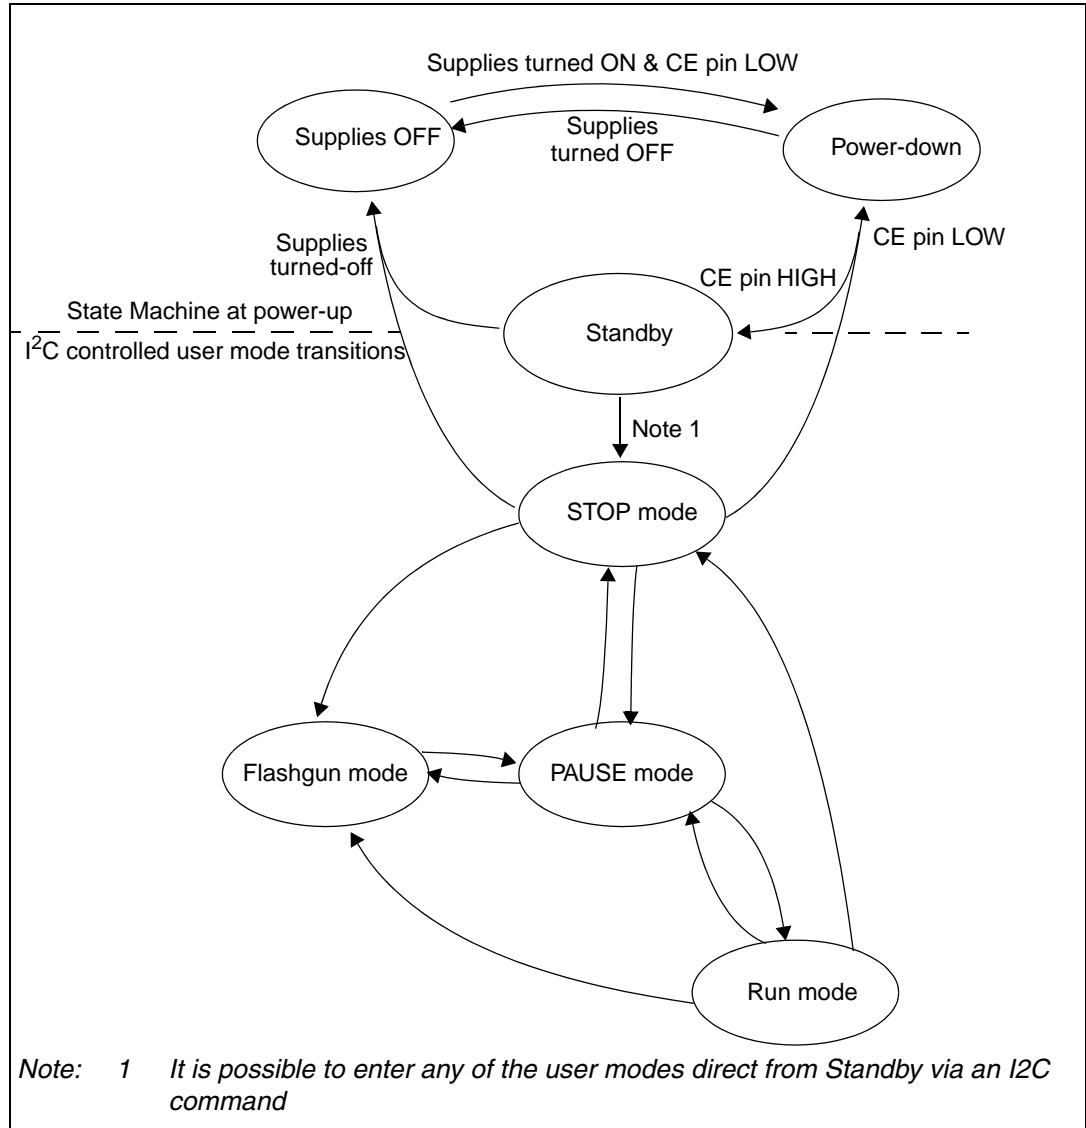 Supplies turned ON & CE pin LOW
Supplies OFF
Supplies
turned OFF
Power-down
Supplies
turned-off
CE pin LOW
CE pin HIGH
State Machine at power-up
Standby
I2C controlled user mode transitions
Note 1
STOP mode
Flashgun mode
PAUSE mode
Run mode
Note: 1 It is possible to enter any of the user modes direct from Standby via an I2C
command